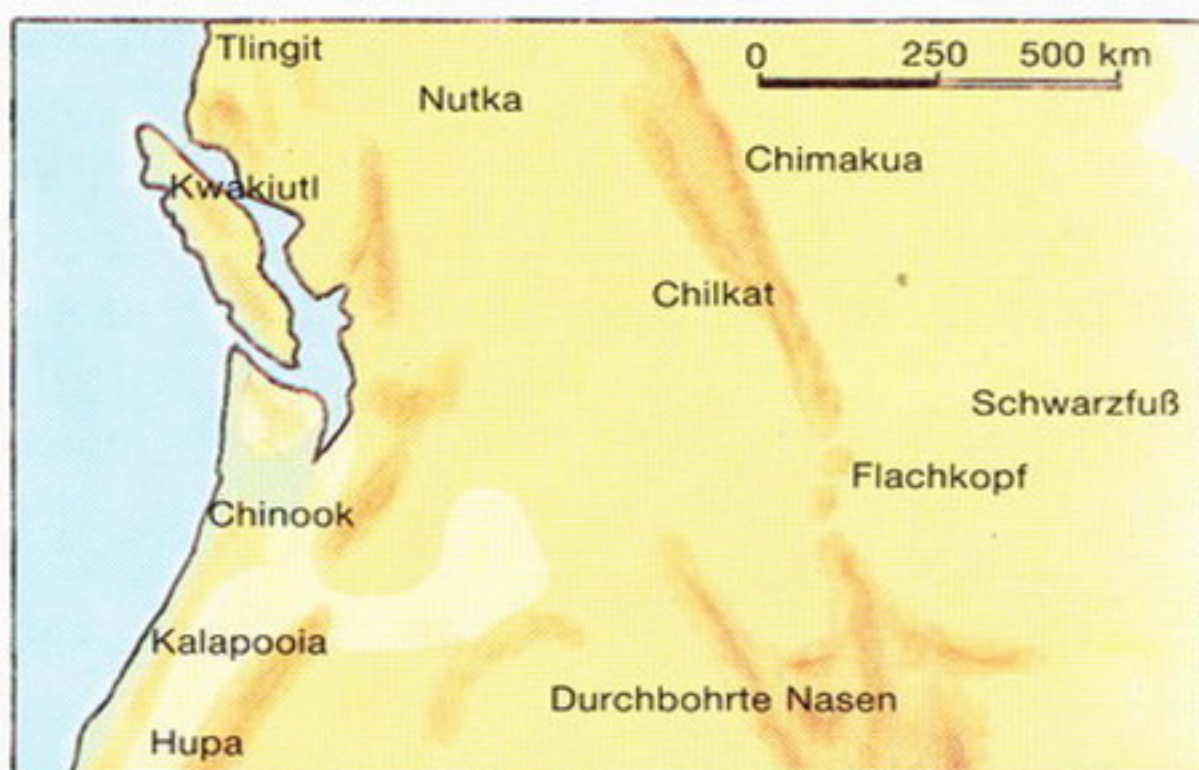 Tlingit
0 250 500 km
Nutka
Chimakua
Kwakiutl
Chilkat
Schwarzfuß
Flachkopf
Chinook
Kalapooia
Durchbohrte Nasen
Hupa